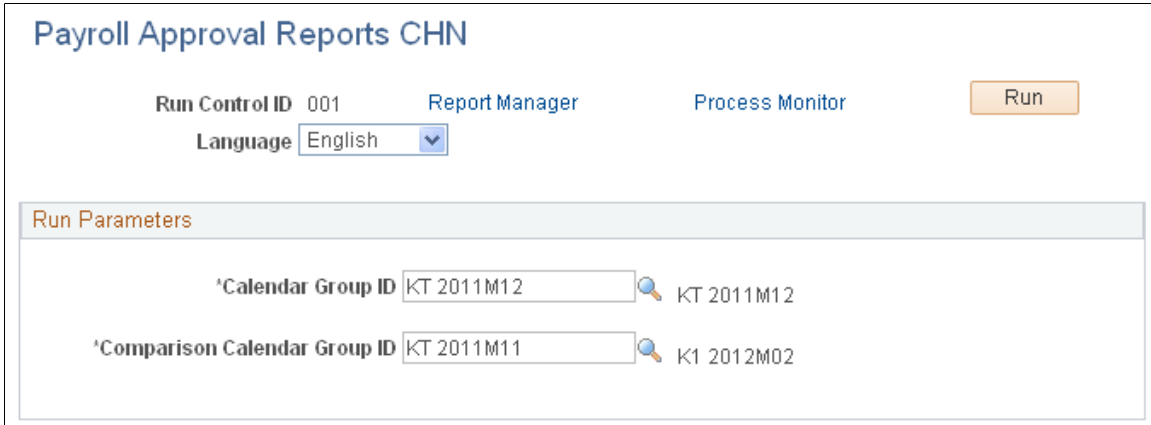 Payroll Approval Reports CHN
Run Control ID 001 Report Manager Process Monitor Run
Language English
Run Parameters
*Calendar Group ID KT 2011M12 KT 2011M12
*Comparison Calendar Group ID KT 2011M11 K1 2012M02